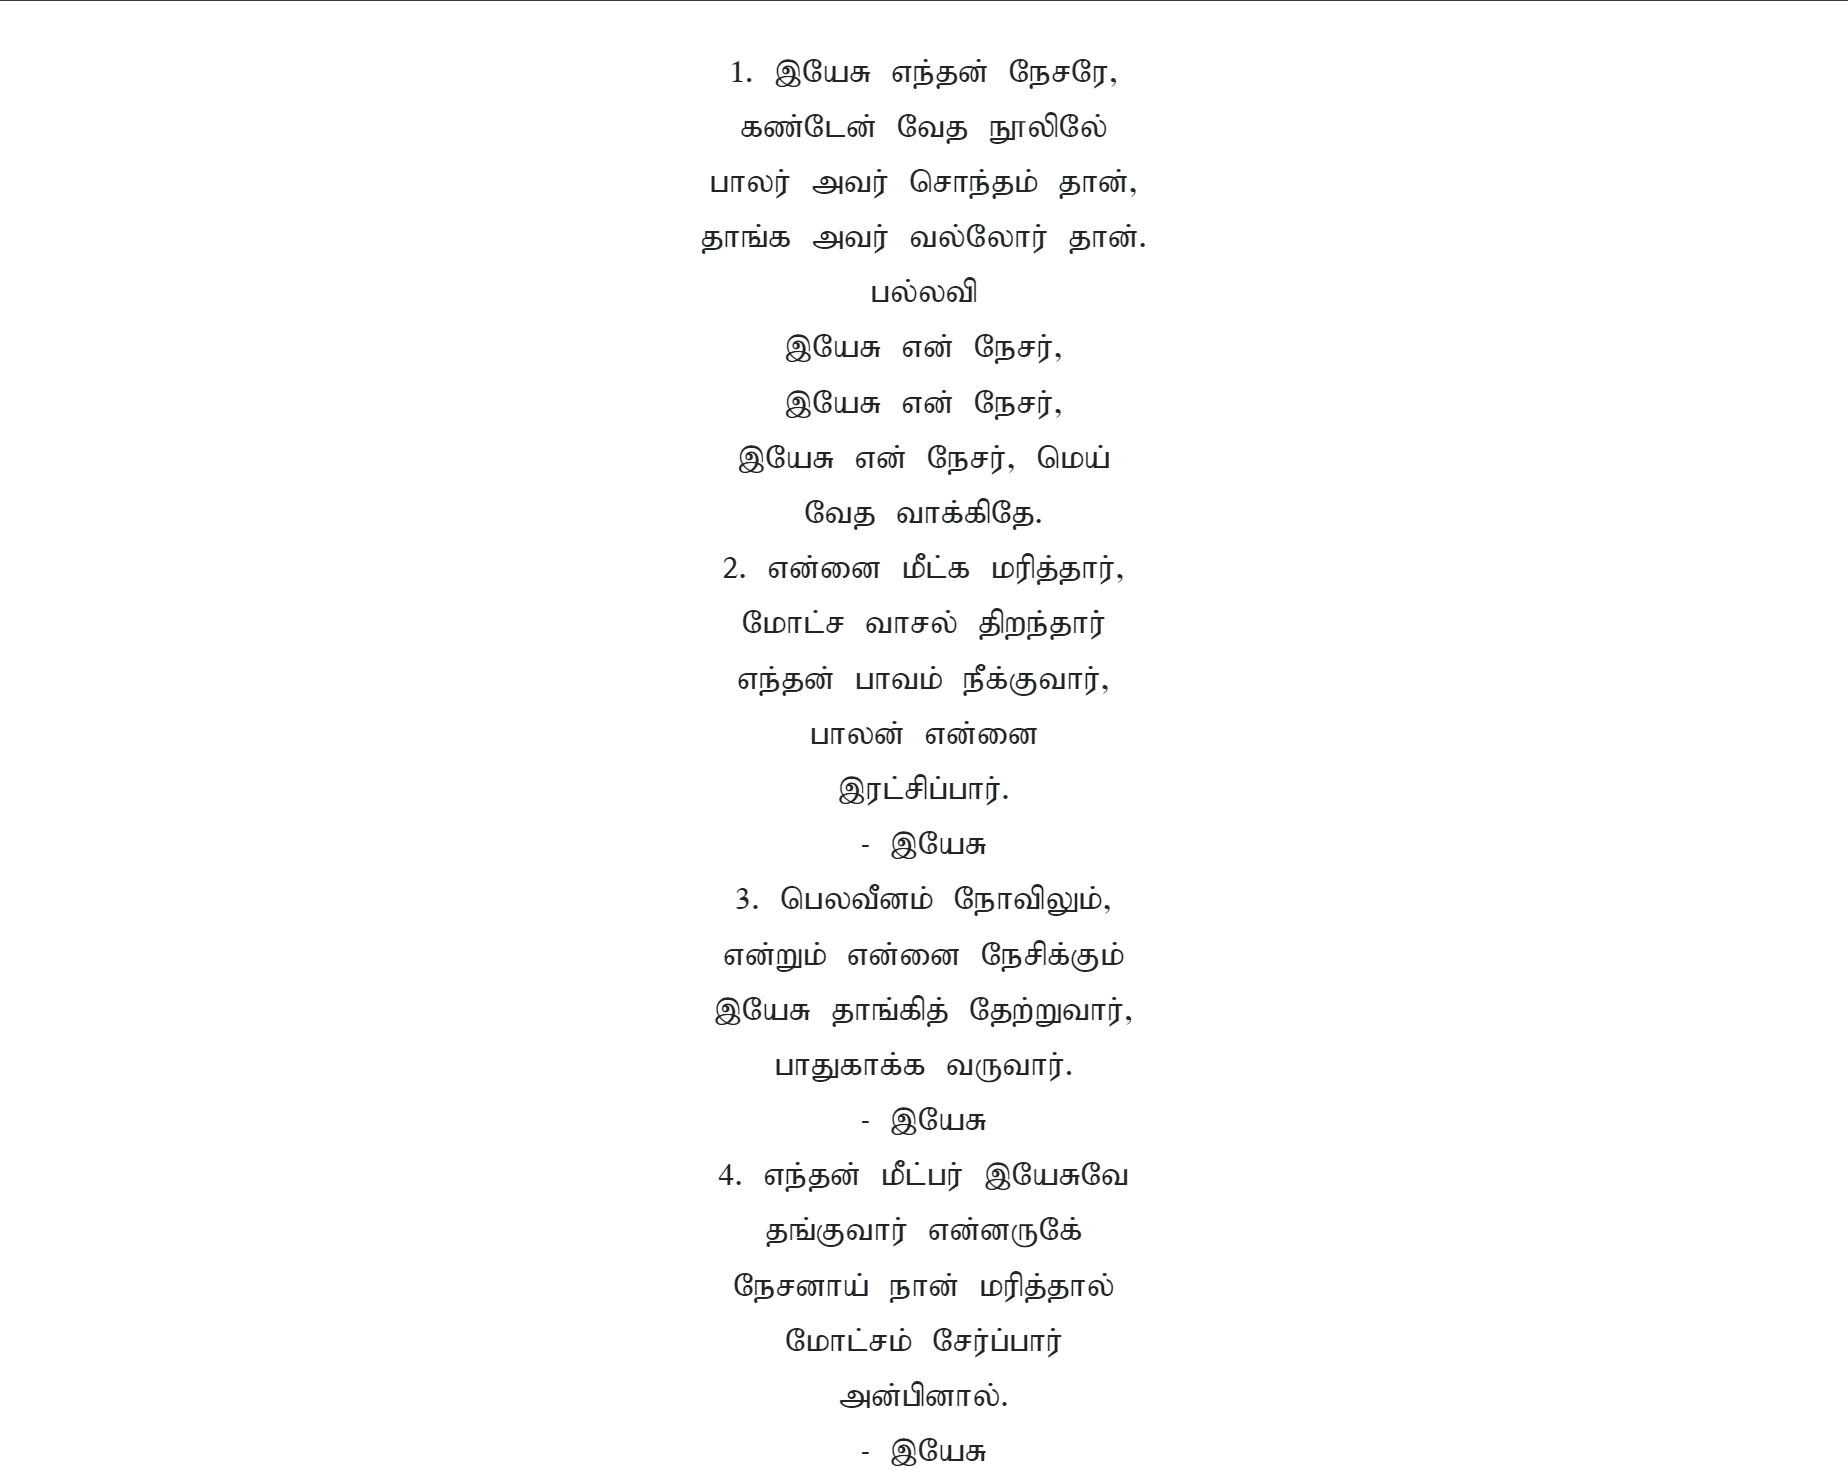 1. இயேசு எந்தன் நேசரே,
கண்டேன் வேத நூலிலே்
பாலர் அவர் சொந்தம் தான்,
தாங்க அவர் வல்லோர் தான்.
பல்லவி
இயேசு என் நேசர்,
இயேசு என் நேசர்,
இயேசு என் நேசர், மெய்
வேத வாக்கிதே.
2. என்னை மீட்க மரித்தார்,
மோட்ச வாசல் திறந்தார்
எந்தன் பாவம் நீக்குவார்,
பாலன் என்னை
இரட்சிப்பார்.
- இயேசு
3. பெலவீனம் நோவிலும்,
என்றும் என்னை நேசிக்கும்
இயேசு தாங்கித் தேற்றுவார்,
பாதுகாக்க வருவார்.
- இயேசு
4. எந்தன் மீட்பர் இயேசுவே
தங்குவார் என்னருகே்
நேசனாய் நான் மரித்தால்
மோட்சம் சேர்ப்பார்
அன்பினால்.
- இயேசு